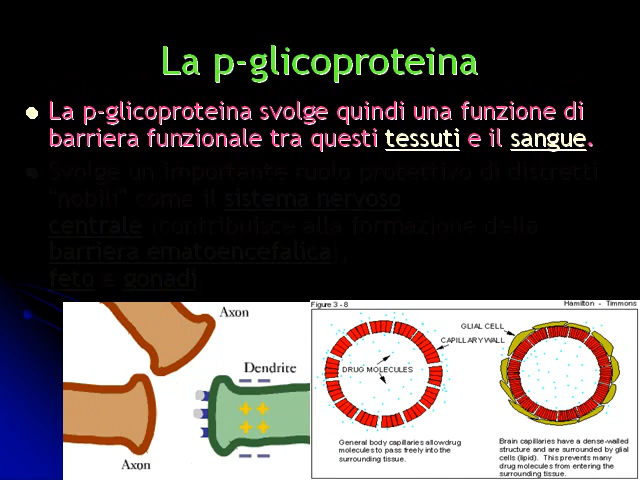 La p-glicoproteina
La p-glicoproteina svolge quindi una funzione di
barriera funzionale tra questi tessuti e il sangue.
Svolge un importante ruolo protettivo di distretti
"nobili" come il sistema nervoso
centrale (contribuisce alla formazione della
barriera ematoencefalica),
feto e gonadi
Axon
Dendrite
Axon
Figure 3 - 8
Hamilton - Timmons
GLIAL CELL
CAPILLARY WALL
DRUG MOLECULES
General body capillaries allow drug
molecules to pass freely into the
surrounding tissue.
Brain capillaries have a dense-walled
structure and are surrounded by glial
cells (lipid). This prevents many
drug molecules from entering the
surrounding tissue.